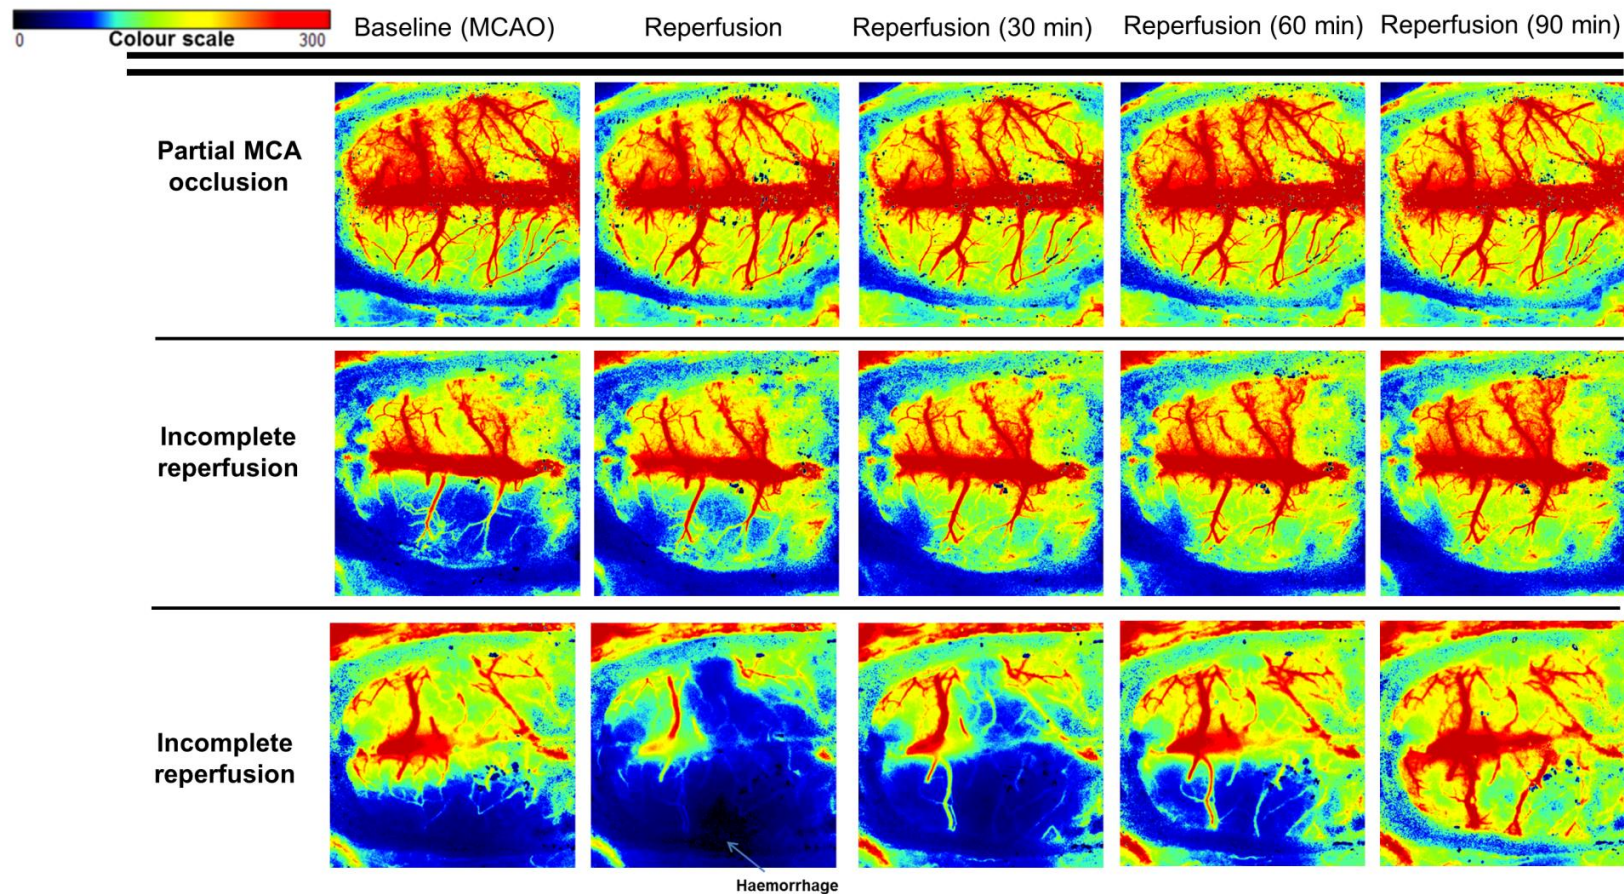 0 Colour scale 300
Baseline (MCAO) Reperfusion Reperfusion (30 min) Reperfusion (60 min) Reperfusion (90 min)
Partial MCA
occlusion
Incomplete
reperfusion
Incomplete
reperfusion
Haemorrhage